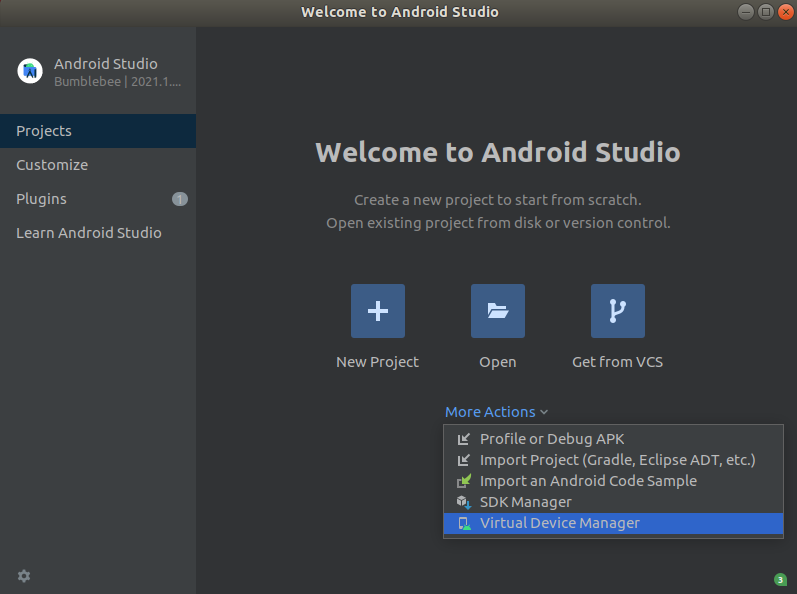 Welcome to Android Studio
Android Studio
Bumblebee | 2021.1....
Projects
Customize
Plugins
1
Learn Android Studio
Welcome to Android Studio
Create a new project to start from scratch.
Open existing project from disk or version control.
New Project
Open
Get from VCS
More Actions
Profile or Debug APK
Import Project (Gradle, Eclipse ADT, etc.)
Import an Android Code Sample
SDK Manager
Virtual Device Manager
3